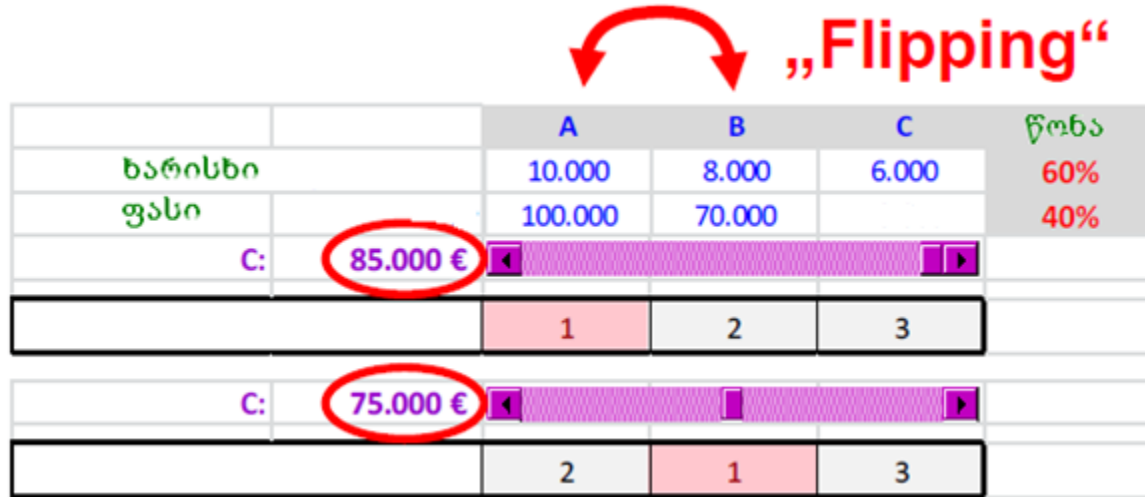 „Flipping“
A B C წონა
ხარისხი 10.000 8.000 6.000 60%
ფასი 100.000 70.000 40%
C: 85.000 €
1 2 3
C: 75.000 €
2 1 3